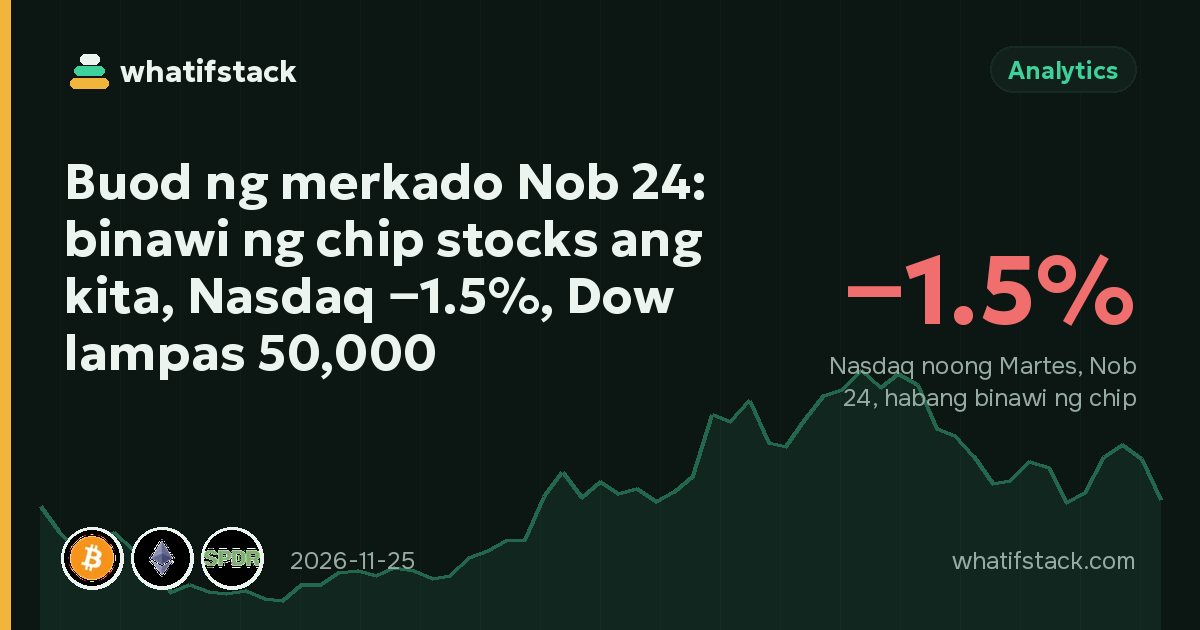 whatifstack
Analytics
Buod ng merkado Nob 24:
binawi ng chip stocks ang
kita, Nasdaq −1.5%, Dow
lampas 50,000
−1.5%
Nasdaq noong Martes, Nob
24, habang binawi ng chip
SPDR
2026-11-25
whatifstack.com